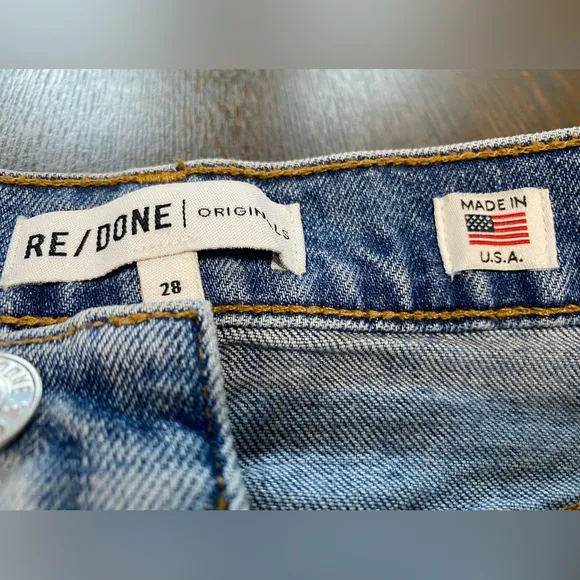 RE/DONE | ORIGINALS
28
MADE IN
U.S.A.